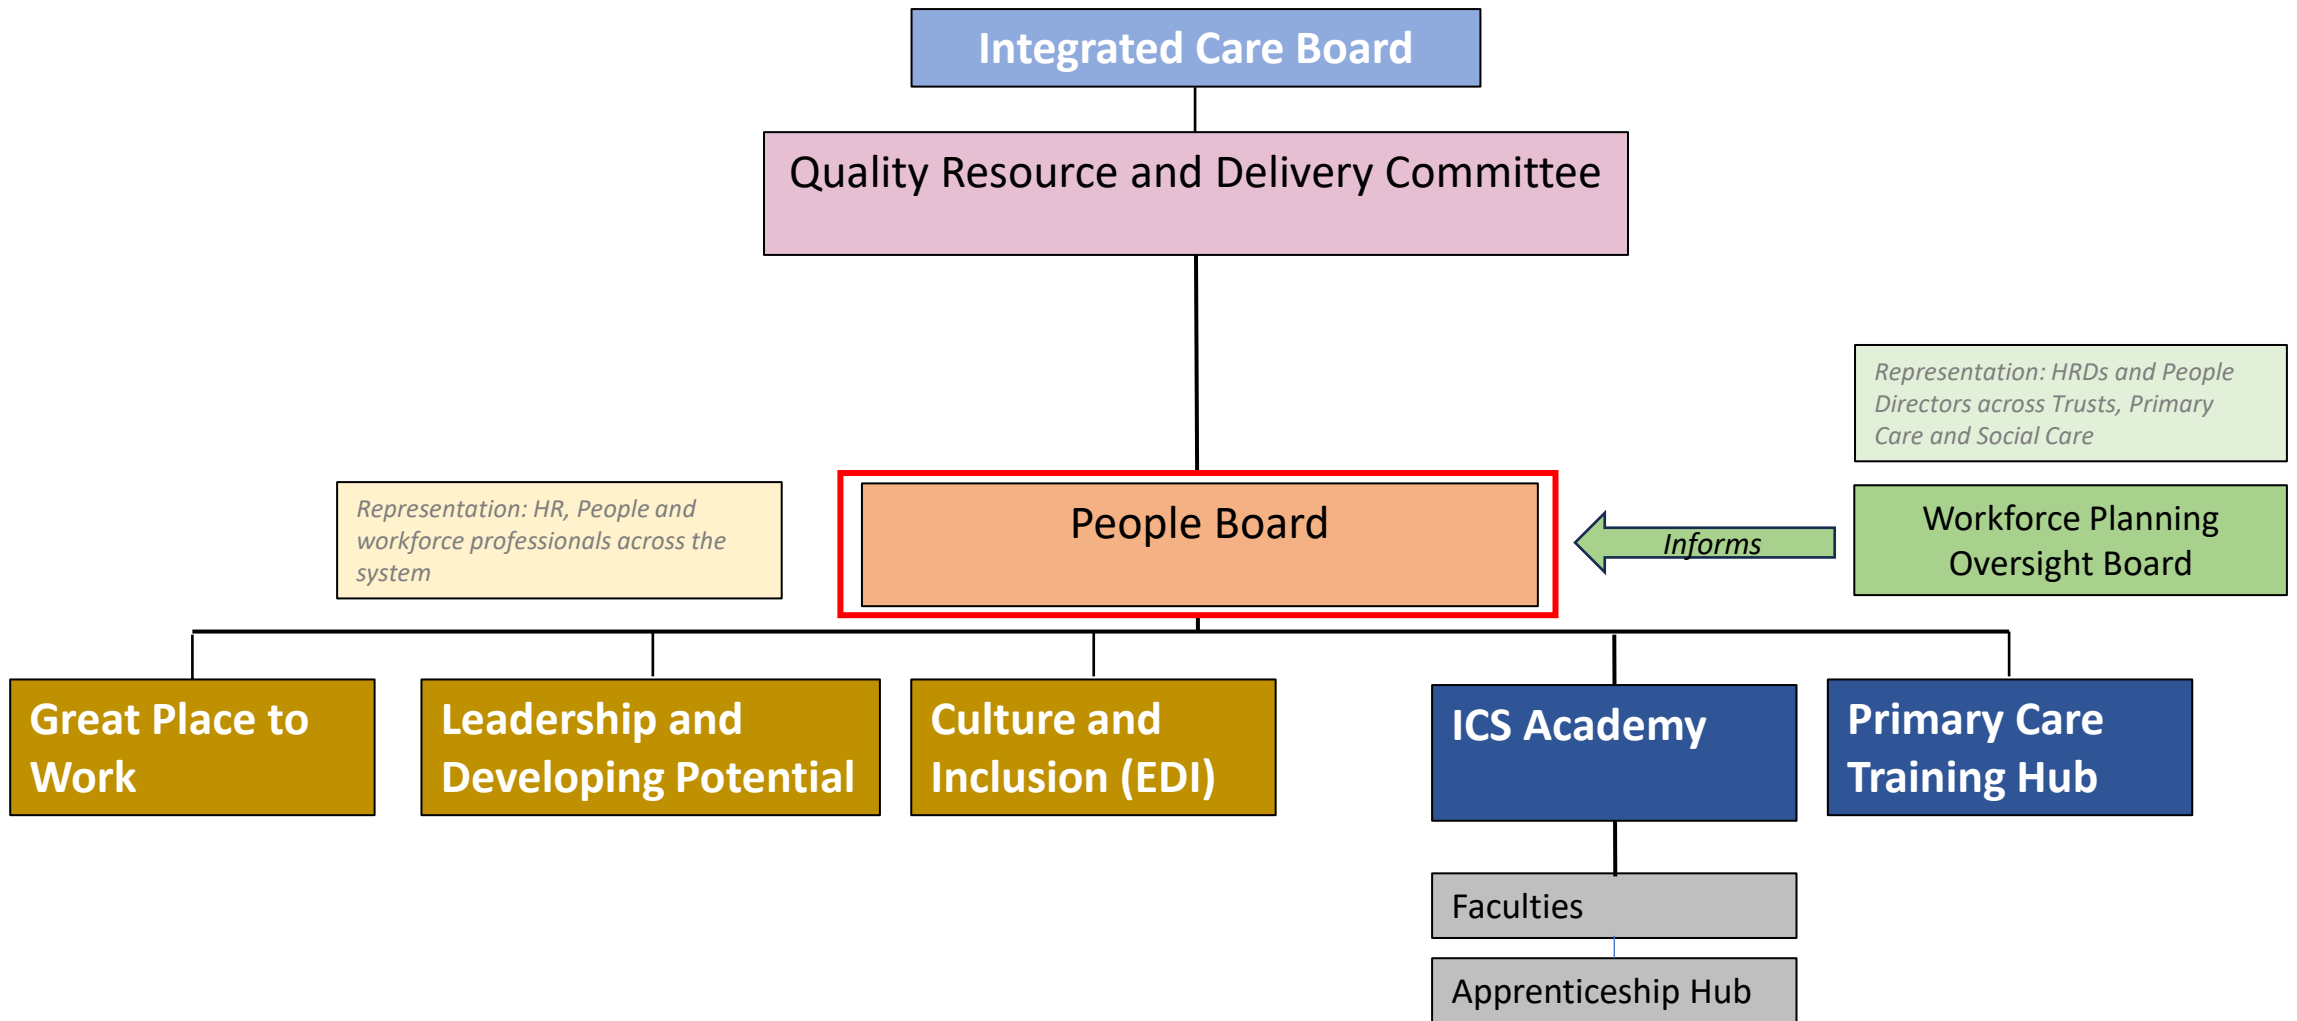 Integrated Care Board
Quality Resource and Delivery Committee
Representation: HRDs and People
Directors across Trusts, Primary
Care and Social Care
Representation: HR, People and
workforce professionals across the
system
People Board
Informs
Workforce Planning
Oversight Board
Great Place to
Work
Leadership and
Developing Potential
Culture and
Inclusion (EDI)
ICS Academy
Primary Care
Training Hub
Faculties
Apprenticeship Hub